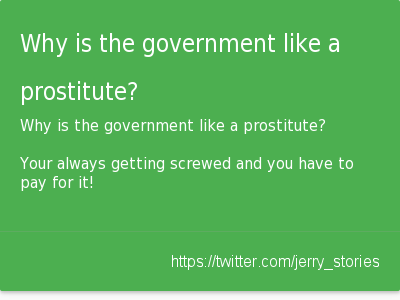 Why is the government like a
prostitute?
Why is the government like a prostitute?
Your always getting screwed and you have to
pay for it!
https://twitter.com/jerry_stories